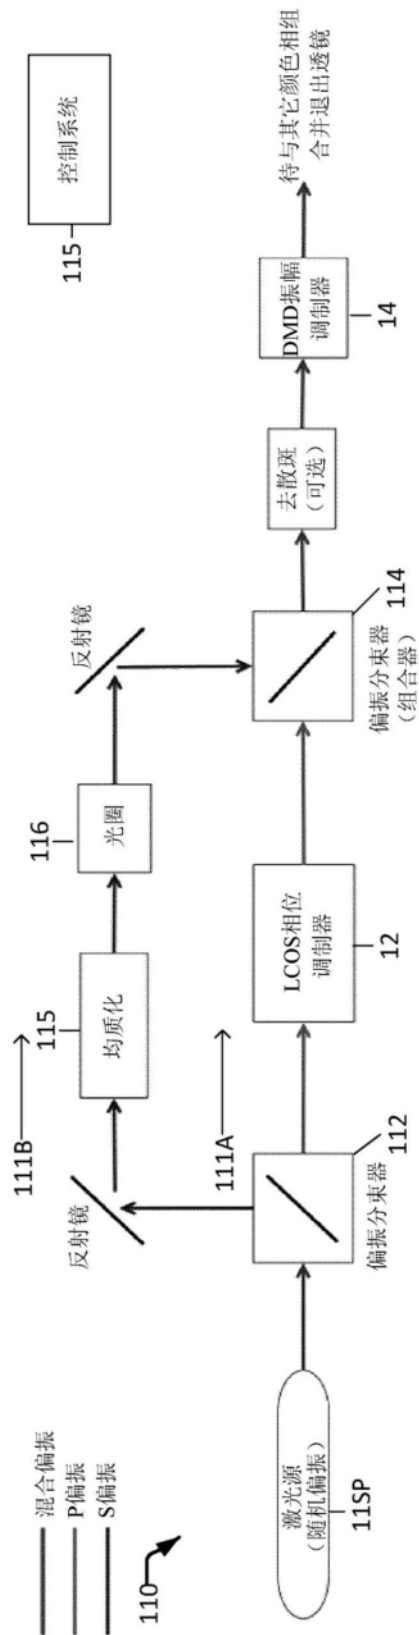 混合偏振
P偏振
S偏振
110
111B
111A
115
控制系统
反射镜
115
均质化
116
光圈
反射镜
激光源
（随机偏振）
11SP
偏振分束器
112
LCOS相位
调制器
12
偏振分束器
（组合器）
114
去散斑
（可选）
DMD振幅
调制器
14
待与其它颜色相组
合并退出透镜